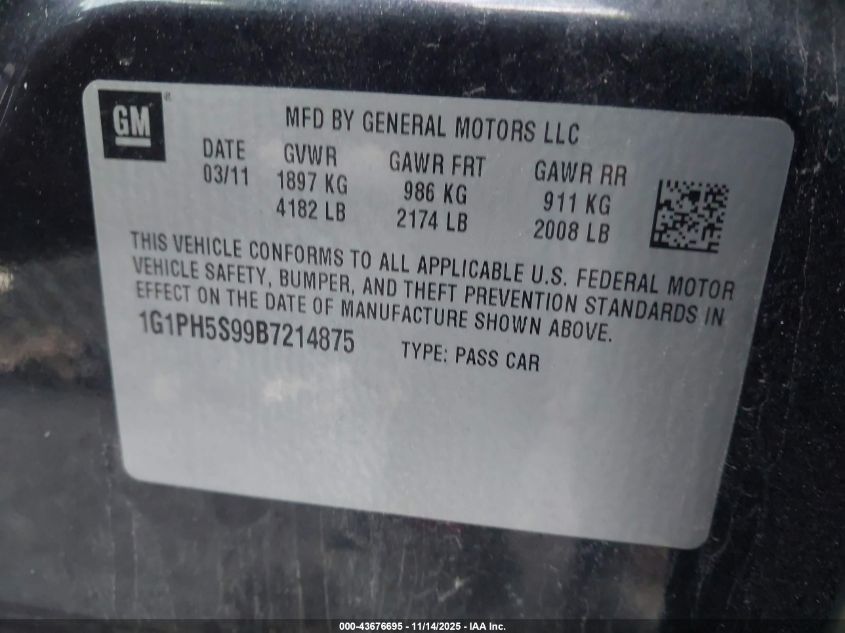 GM
MFD BY GENERAL MOTORS LLC
DATE GVWR GAWR FRT GAWR RR
03/11 1897 KG 986 KG 911 KG
4182 LB 2174 LB 2008 LB
THIS VEHICLE CONFORMS TO ALL APPLICABLE U.S. FEDERAL MOTOR
VEHICLE SAFETY, BUMPER, AND THEFT PREVENTION STANDARDS IN
EFFECT ON THE DATE OF MANUFACTURE SHOWN ABOVE.
1G1PH5S99B7214875 TYPE: PASS CAR
000-43676695 - 11/14/2025 - IAA Inc.